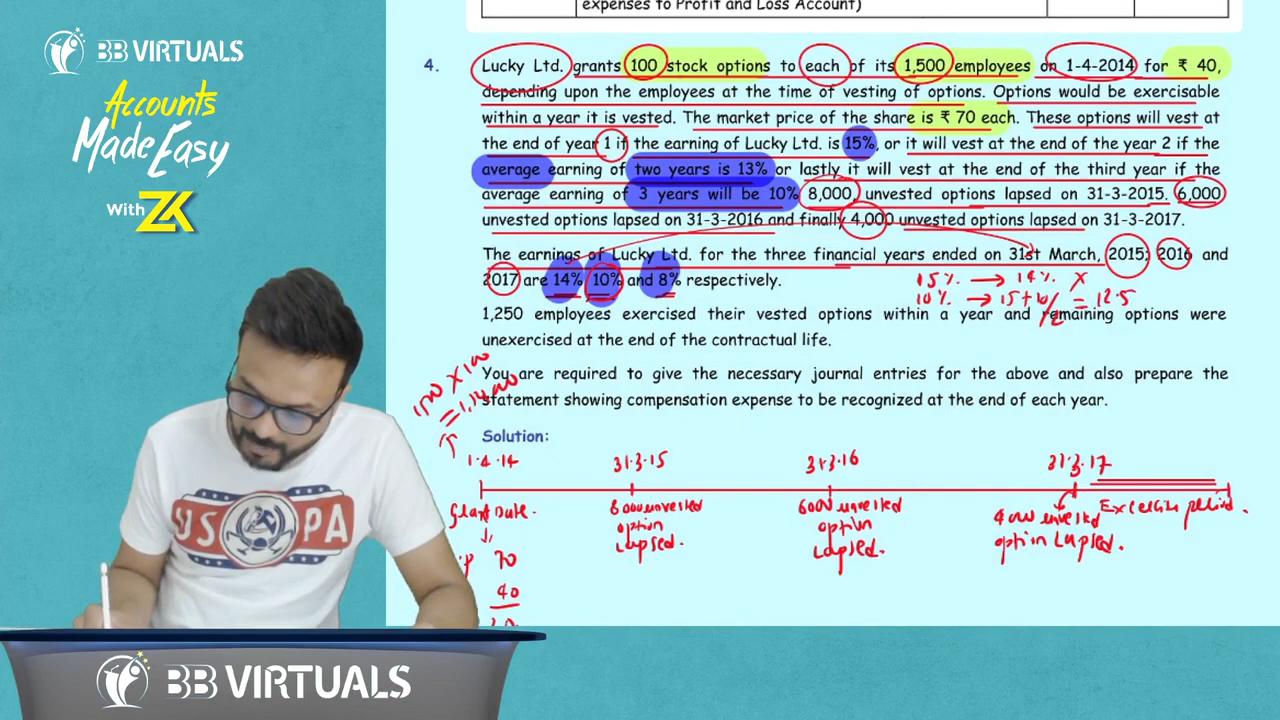 expenses to Profit and Loss Account)
BB VIRTUALS
Accounts
Made Easy
With ZK
4. Lucky Ltd. grants 100 stock options to each of its 1,500 employees on 1-4-2014 for ₹ 40,
depending upon the employees at the time of vesting of options. Options would be exercisable
within a year it is vested. The market price of the share is ₹ 70 each. These options will vest at
the end of year 1 if the earning of Lucky Ltd. is 15%, or it will vest at the end of the year 2 if the
average earning of two years is 13% or lastly it will vest at the end of the third year if the
average earning of 3 years will be 10% 8,000 unvested options lapsed on 31-3-2015. 6,000
unvested options lapsed on 31-3-2016 and finally 4,000 unvested options lapsed on 31-3-2017.
The earnings of Lucky Ltd. for the three financial years ended on 31st March, 2015; 2016 and
2017 are 14% 10% and 8% respectively.
15% → 14% x
10% → 15+10/2 = 12.5
1,250 employees exercised their vested options within a year and remaining options were
unexercised at the end of the contractual life.
You are required to give the necessary journal entries for the above and also prepare the
statement showing compensation expense to be recognized at the end of each year.
Solution:
1.4.14 31.3.15 31.3.16 31.3.17
Grant Date. 8000 unvested option Lapsed. 6000 unvested option Lapsed. 4000 unvested option Lapsed. Excercise period.
70
40
US PA
BB VIRTUALS